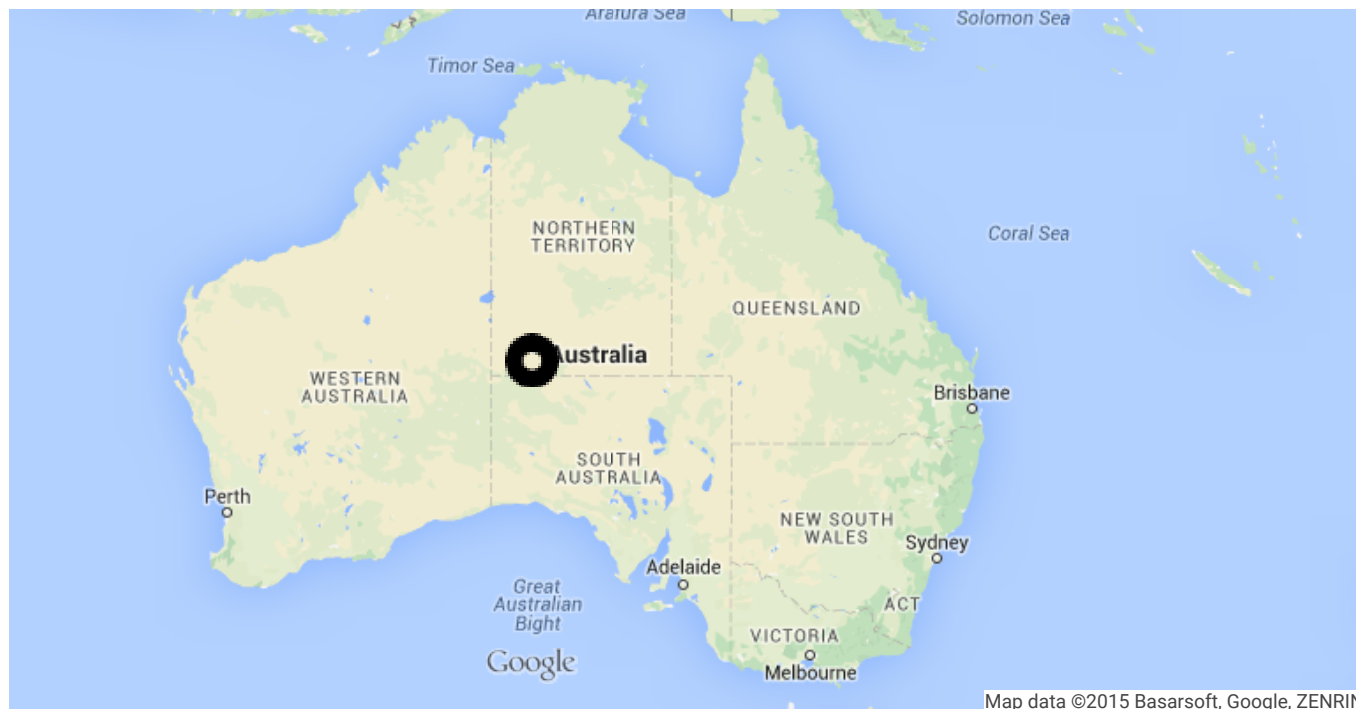 Arafura Sea
Solomon Sea
Timor Sea
NORTHERN
TERRITORY
Coral Sea
QUEENSLAND
Australia
WESTERN
AUSTRALIA
Brisbane
SOUTH
AUSTRALIA
Perth
NEW SOUTH
WALES
Sydney
Adelaide
Great
Australian
Bight
ACT
VICTORIA
Google
Melbourne
Map data ©2015 Basarsoft, Google, ZENRIN